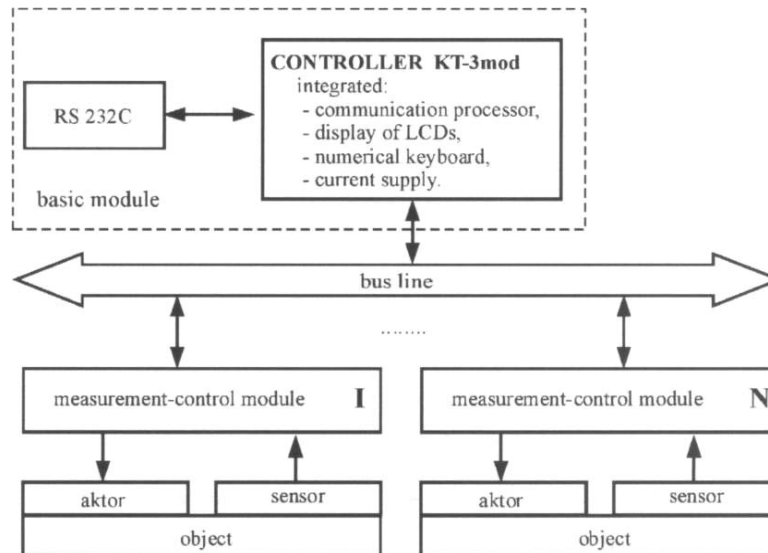 CONTROLLER KT-3mod
integrated:
- communication processor,
- display of LCDs,
- numerical keyboard,
- current supply.
RS 232C
basic module
bus line
........
measurement-control module I
measurement-control module N
aktor
sensor
aktor
sensor
object
object